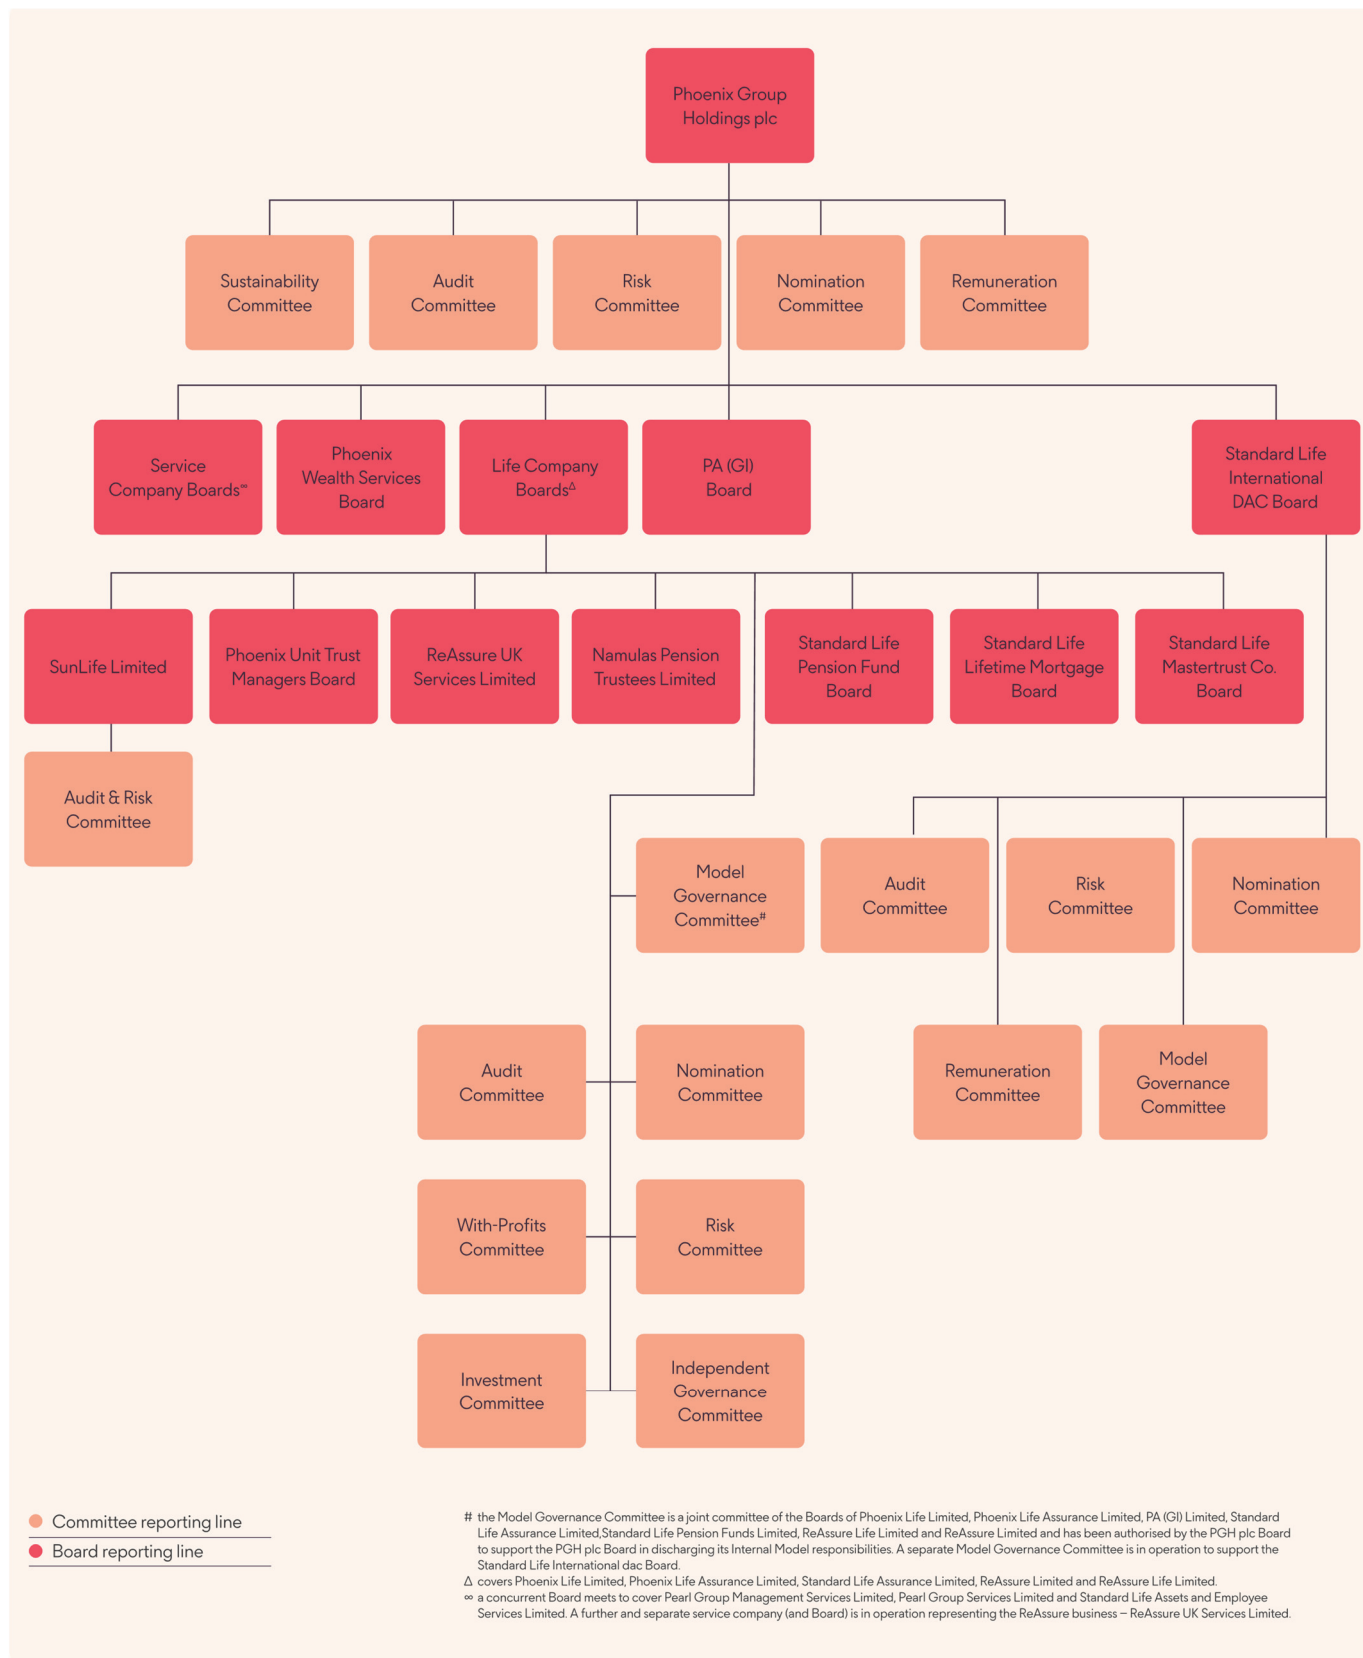 Phoenix Group
Holdings plc
Sustainability
Committee
Audit
Committee
Risk
Committee
Nomination
Committee
Remuneration
Committee
Service
Company Boards∞
Phoenix
Wealth Services
Board
Life Company
Boards∆
PA (GI)
Board
Standard Life
International
DAC Board
SunLife Limited
Phoenix Unit Trust
Managers Board
ReAssure UK
Services Limited
Namulas Pension
Trustees Limited
Standard Life
Pension Fund
Board
Standard Life
Lifetime Mortgage
Board
Standard Life
Mastertrust Co.
Board
Audit & Risk
Committee
Model
Governance
Committee#
Audit
Committee
Risk
Committee
Nomination
Committee
Audit
Committee
Nomination
Committee
Remuneration
Committee
Model
Governance
Committee
With-Profits
Committee
Risk
Committee
Investment
Committee
Independent
Governance
Committee
Committee reporting line
Board reporting line
# the Model Governance Committee is a joint committee of the Boards of Phoenix Life Limited, Phoenix Life Assurance Limited, PA (GI) Limited, Standard
Life Assurance Limited,Standard Life Pension Funds Limited, ReAssure Life Limited and ReAssure Limited and has been authorised by the PGH plc Board
to support the PGH plc Board in discharging its Internal Model responsibilities. A separate Model Governance Committee is in operation to support the
Standard Life International dac Board.
∆ covers Phoenix Life Limited, Phoenix Life Assurance Limited, Standard Life Assurance Limited, ReAssure Limited and ReAssure Life Limited.
∞ a concurrent Board meets to cover Pearl Group Management Services Limited, Pearl Group Services Limited and Standard Life Assets and Employee
Services Limited. A further and separate service company (and Board) is in operation representing the ReAssure business – ReAssure UK Services Limited.